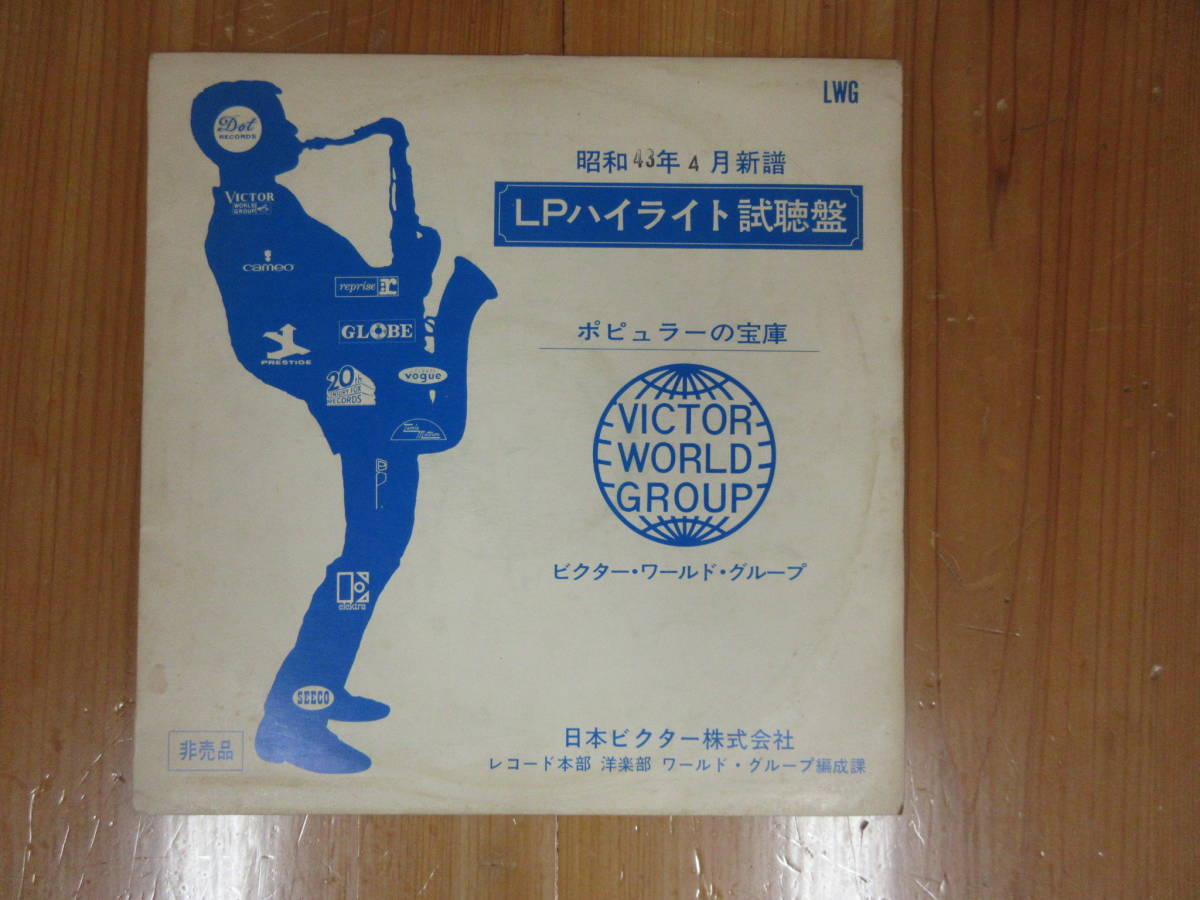 LWG
昭和43年4月新譜
LPハイライト試聴盤
ポピュラーの宝庫
VICTOR
WORLD
GROUP
ビクター・ワールド・グループ
日本ビクター株式会社
レコード本部 洋楽部 ワールド・グループ編成課
非売品
Dot
RECORDS
VICTOR
WORLD
GROUP
cameo
reprise
GLOBE
PRESTIGE
20th
CENTURY FOX
RECORDS
vogue
elektra
SEECO